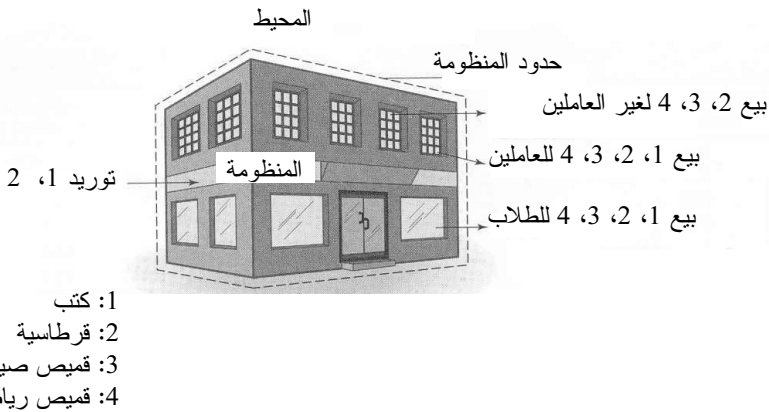 المحيط
حدود المنظومة
بيع 2، 3، 4 لغير العاملين
بيع 1، 2، 3، 4 للعاملين
المنظومة
توريد 1، 2
بيع 1، 2، 3، 4 للطلاب
1: كتب
2: قرطاسية
3: قميص
4: قميص